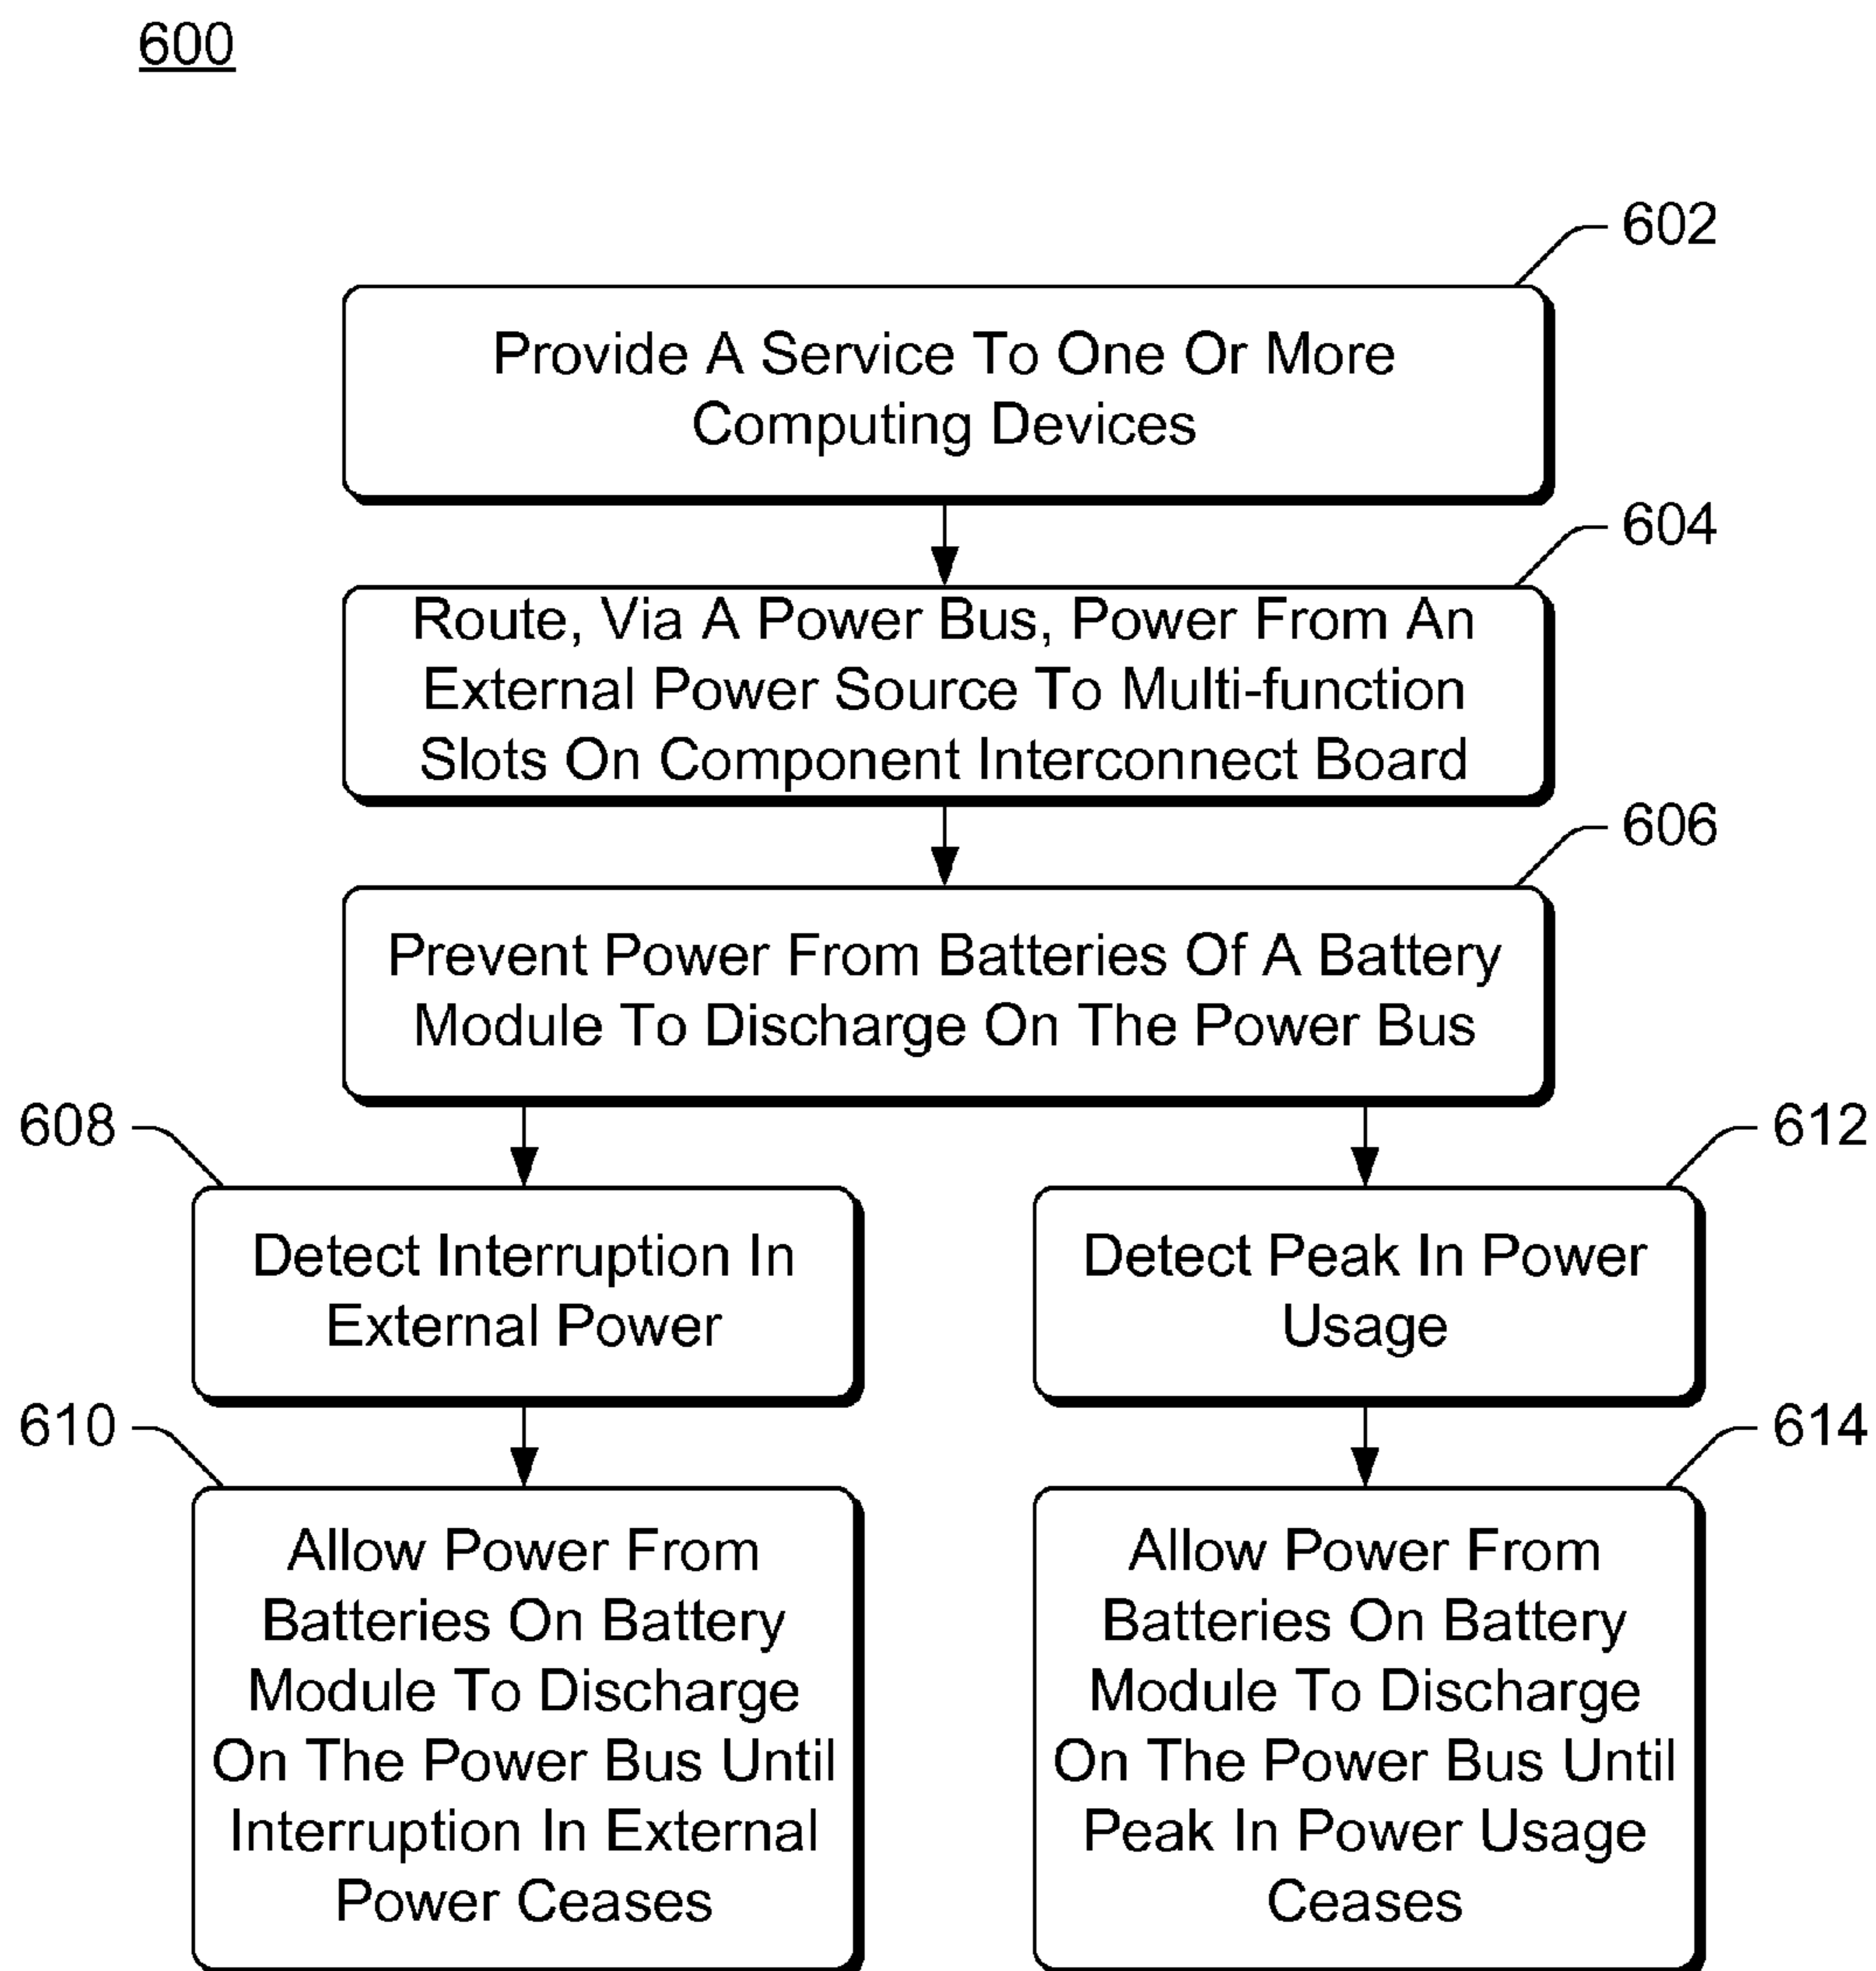 600
602
Provide A Service To One Or More
Computing Devices
604
Route, Via A Power Bus, Power From An
External Power Source To Multi-function
Slots On Component Interconnect Board
606
Prevent Power From Batteries Of A Battery
Module To Discharge On The Power Bus
608
Detect Interruption In
External Power
612
Detect Peak In Power
Usage
610
Allow Power From
Batteries On Battery
Module To Discharge
On The Power Bus Until
Interruption In External
Power Ceases
614
Allow Power From
Batteries On Battery
Module To Discharge
On The Power Bus Until
Peak In Power Usage
Ceases